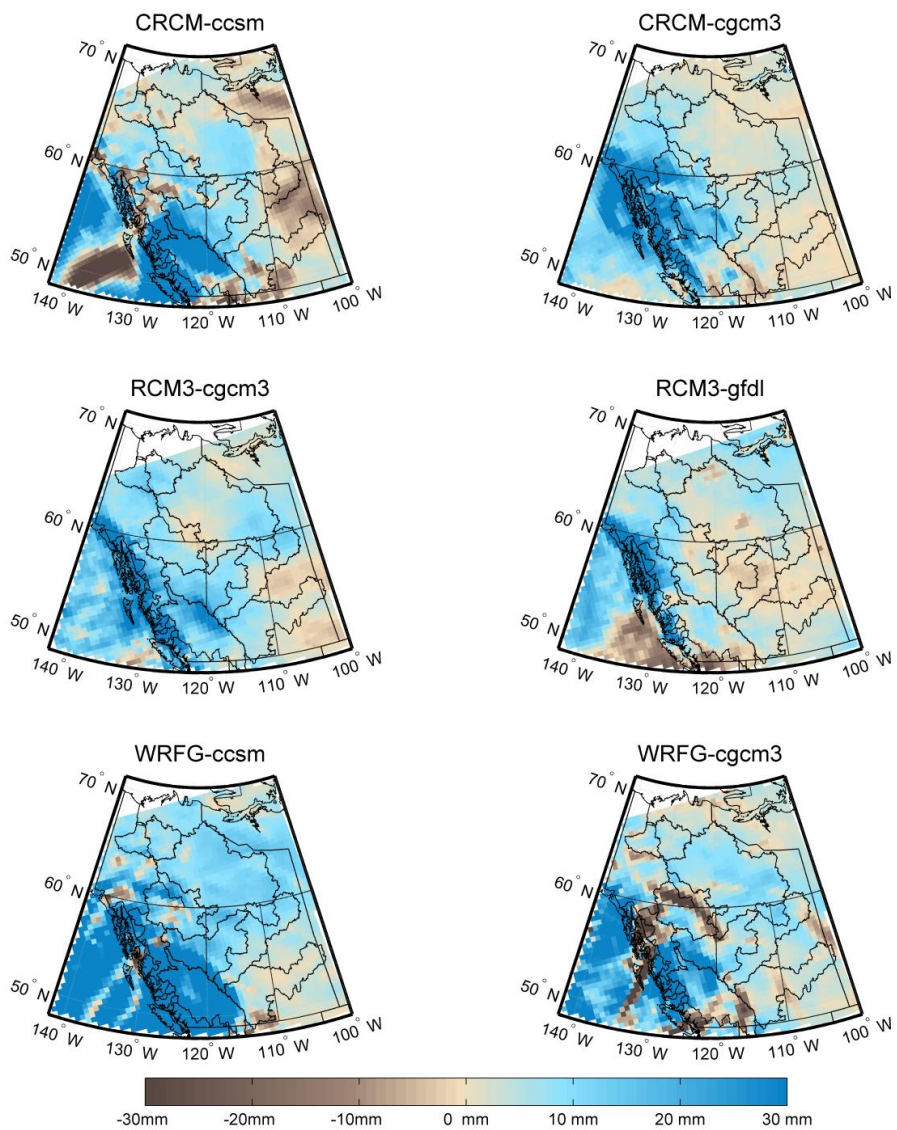 CRCM-ccsm
CRCM-cgcm3
70° N
60° N
50° N
140° W
130° W
120° W
110° W
100° W
70° N
60° N
50° N
140° W
130° W
120° W
110° W
100° W
RCM3-cgcm3
RCM3-gfdl
70° N
60° N
50° N
140° W
130° W
120° W
110° W
100° W
70° N
60° N
50° N
140° W
130° W
120° W
110° W
100° W
WRFG-ccsm
WRFG-cgcm3
70° N
60° N
50° N
140° W
130° W
120° W
110° W
100° W
70° N
60° N
50° N
140° W
130° W
120° W
110° W
100° W
-30mm -20mm -10mm 0 mm 10 mm 20 mm 30 mm